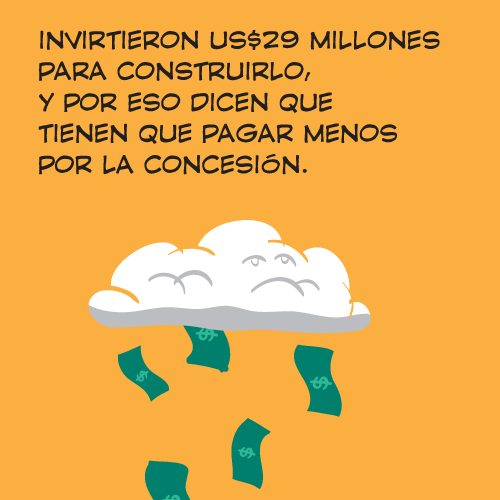 INVIRTIERON US$29 MILLONES
PARA CONSTRUIRLO,
Y POR ESO DICEN QUE
TIENEN QUE PAGAR MENOS
POR LA CONCESIÓN.
$
$
$
$
$